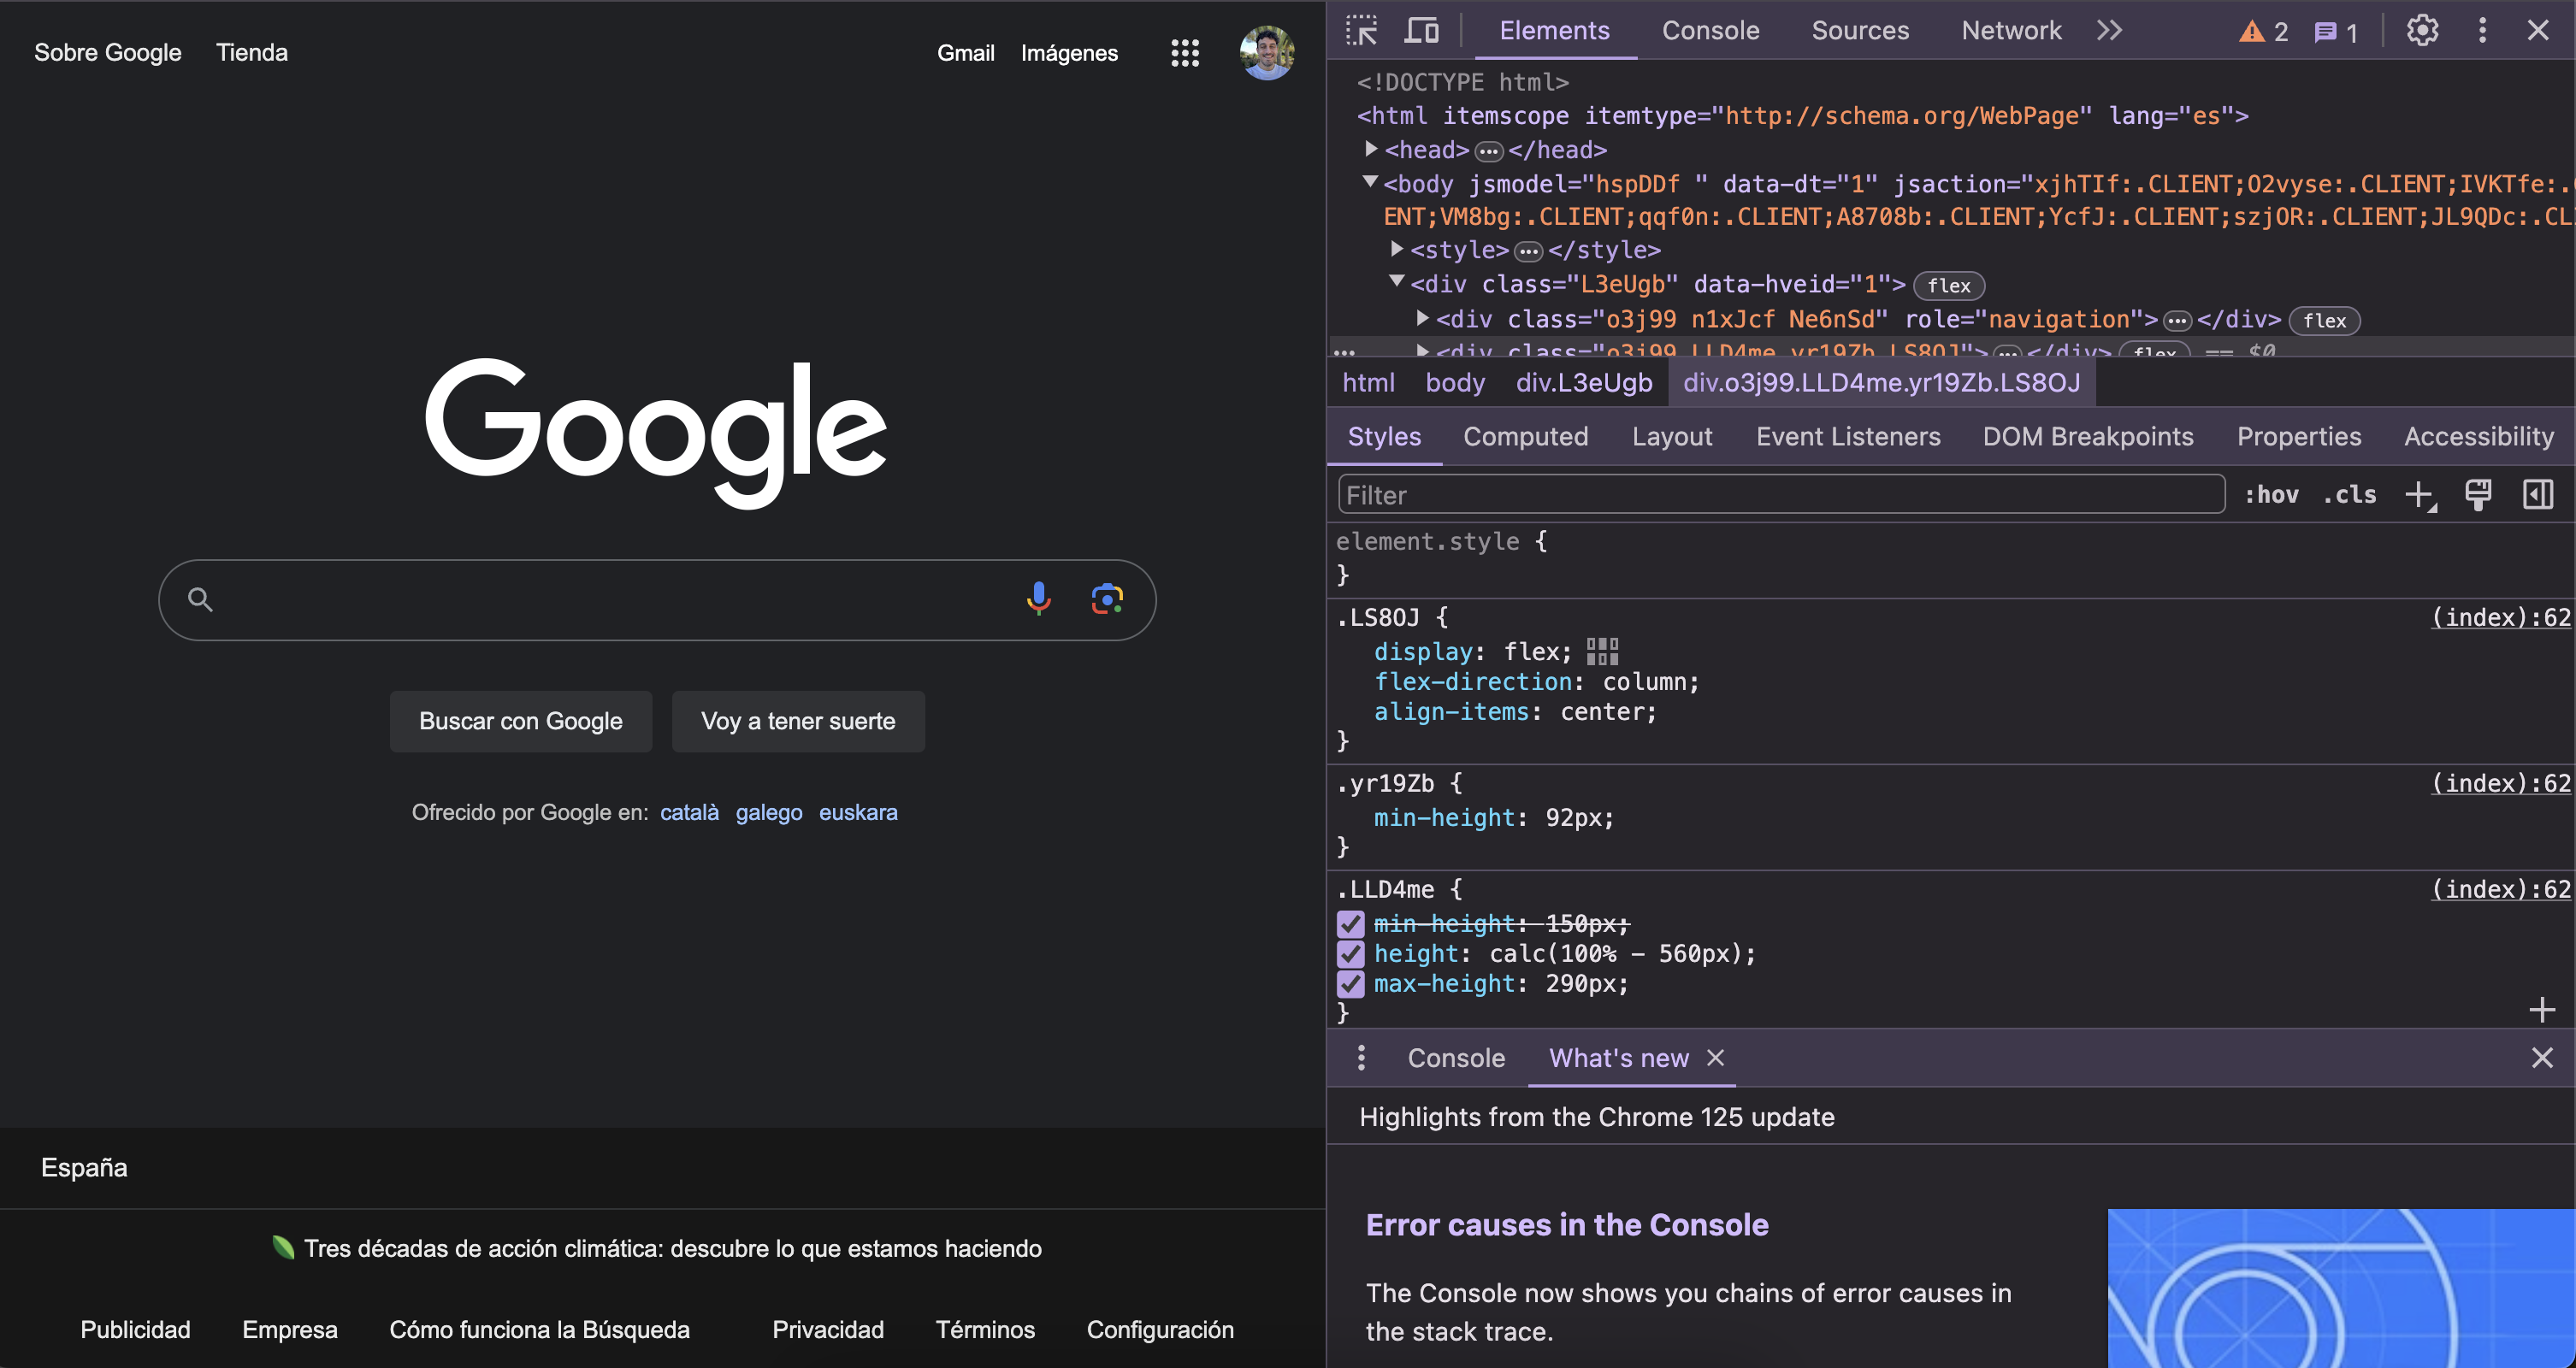 Sobre Google Tienda Gmail Imágenes
Google
Buscar con Google Voy a tener suerte
Ofrecido por Google en: català galego euskara
España
Tres décadas de acción climática: descubre lo que estamos haciendo
Publicidad Empresa Cómo funciona la Búsqueda Privacidad Términos Configuración
Elements Console Sources Network 2 1
<!DOCTYPE html>
<html itemscope itemtype="http://schema.org/WebPage" lang="es">
<head>…</head>
<body jsmodel="hspDDf " data-dt="1" jsaction="xjhTIf:.CLIENT;O2vyse:.CLIENT;IVKTfe:.
ENT;VM8bg:.CLIENT;qqf0n:.CLIENT;A8708b:.CLIENT;YcfJ:.CLIENT;szjOR:.CLIENT;JL9QDc:.CL
<style>…</style>
<div class="L3eUgb" data-hveid="1"> flex
<div class="o3j99 n1xJcf Ne6nSd" role="navigation">…</div> flex
… <div class="o3j99 LLD4me yr19Zb LS8OJ">…</div> flex == $0
html body div.L3eUgb div.o3j99.LLD4me.yr19Zb.LS8OJ
Styles Computed Layout Event Listeners DOM Breakpoints Properties Accessibility
Filter :hov .cls
element.style {
}
.LS8OJ { (index):62
display: flex;
flex-direction: column;
align-items: center;
}
.yr19Zb { (index):62
min-height: 92px;
}
.LLD4me { (index):62
min-height: 150px;
height: calc(100% - 560px);
max-height: 290px;
}
Console What's new
Highlights from the Chrome 125 update
Error causes in the Console
The Console now shows you chains of error causes in
the stack trace.